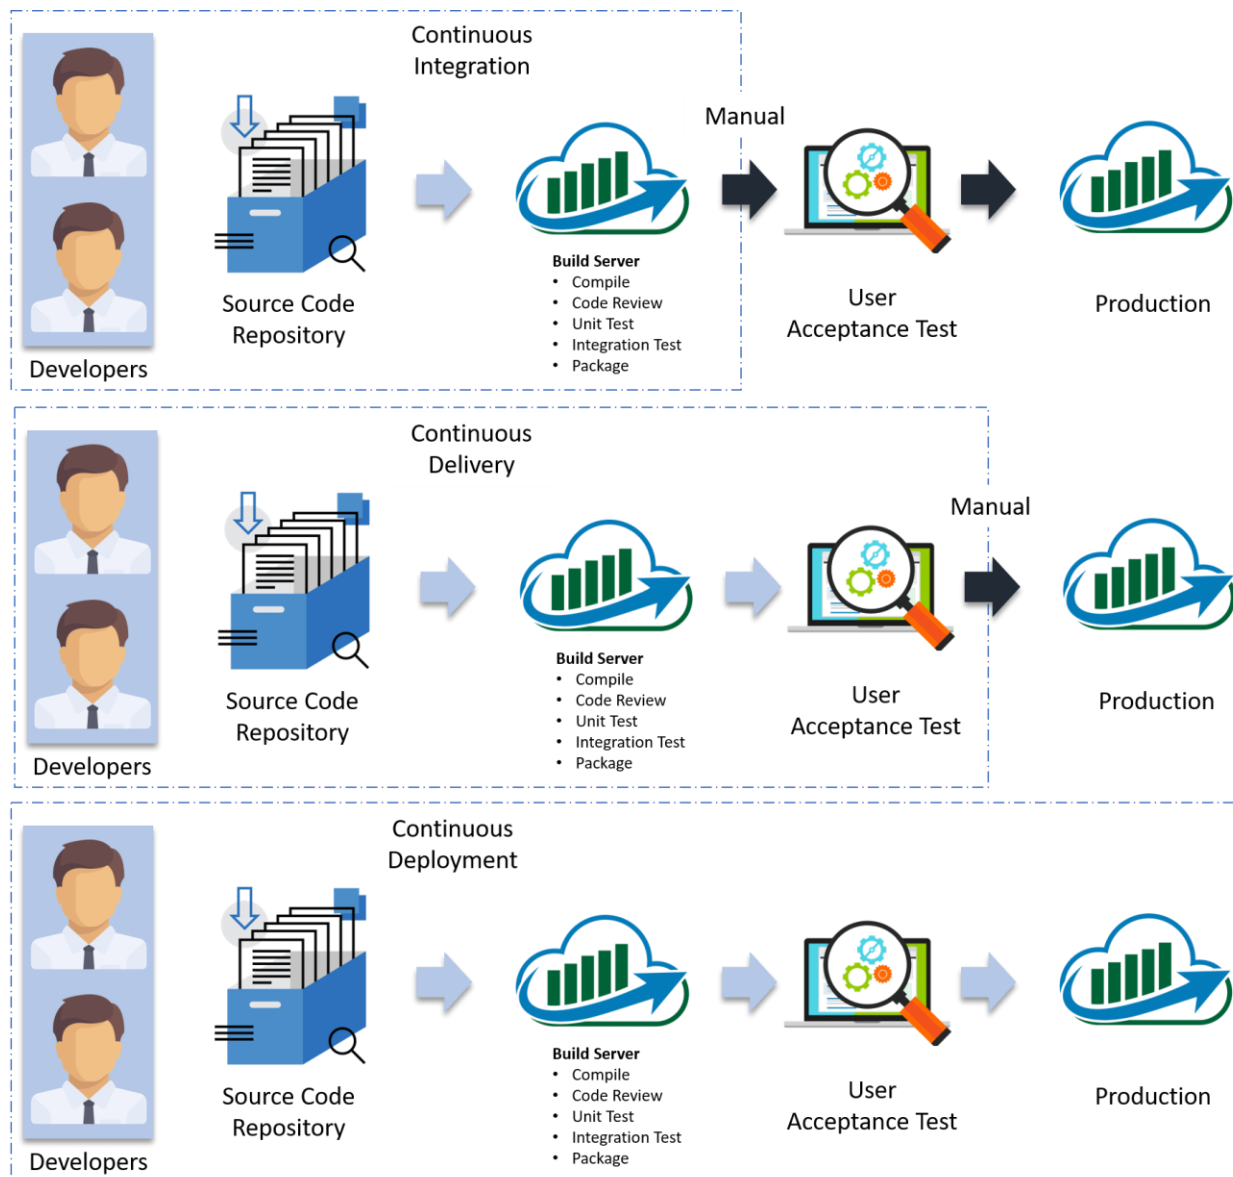 Continuous
Integration
Manual
Build Server
• Compile
• Code Review
• Unit Test
• Integration Test
• Package
Source Code
Repository
User
Acceptance Test
Production
Developers
Continuous
Delivery
Manual
Build Server
• Compile
• Code Review
• Unit Test
• Integration Test
• Package
Source Code
Repository
User
Acceptance Test
Production
Developers
Continuous
Deployment
Build Server
• Compile
• Code Review
• Unit Test
• Integration Test
• Package
Source Code
Repository
User
Acceptance Test
Production
Developers